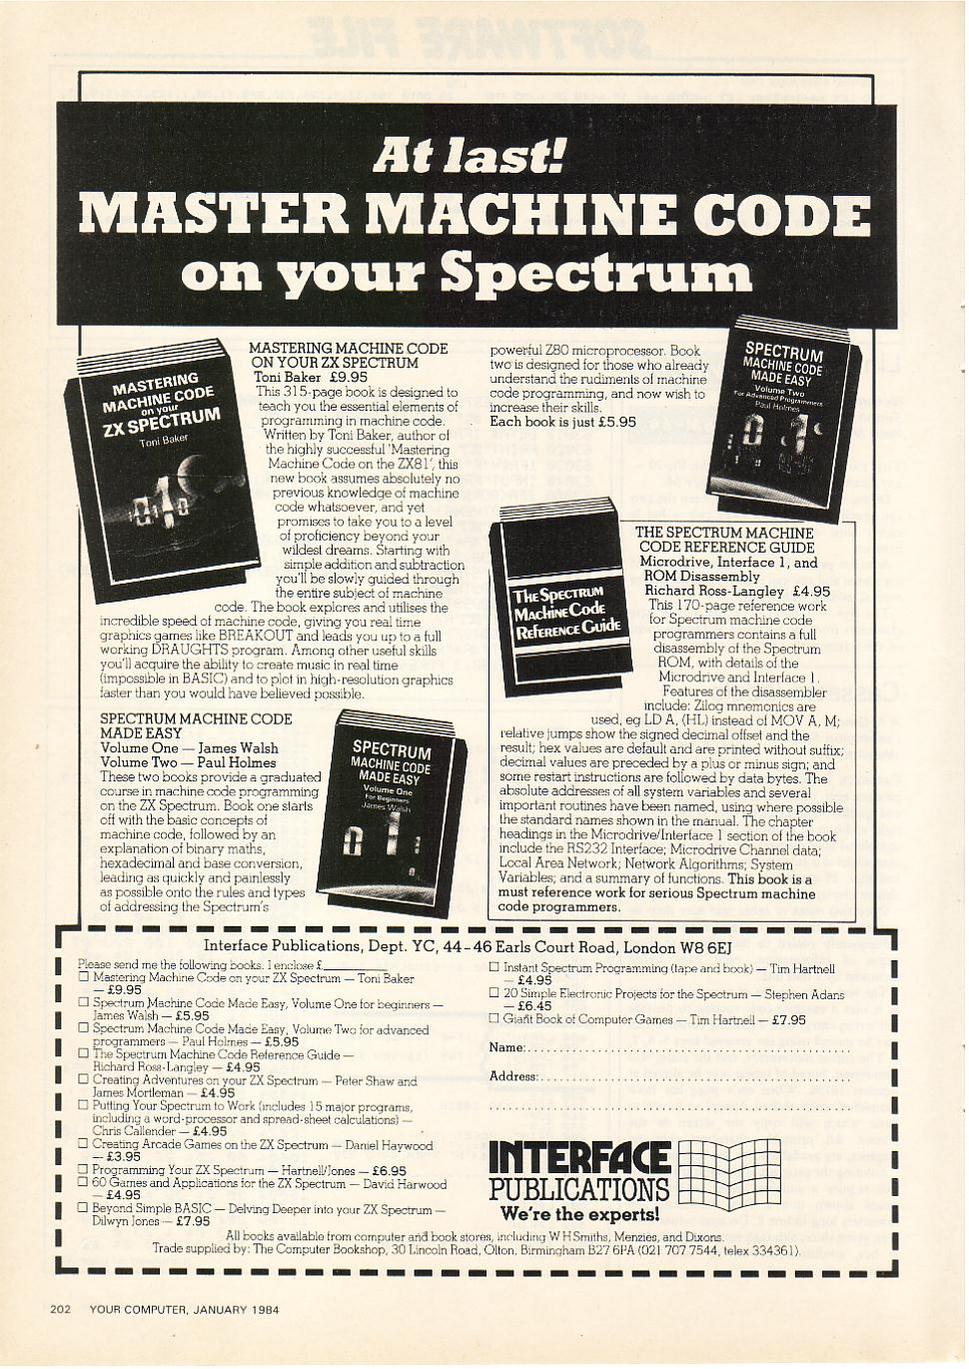 At last!
MASTER MACHINE CODE
on your Spectrum
MASTERING
MACHINE CODE
on your
ZX SPECTRUM
Toni Baker
MASTERING MACHINE CODE
ON YOUR ZX SPECTRUM
Toni Baker £9.95
This 315-page book is designed to
teach you the essential elements of
programming in machine code.
Written by Toni Baker, author of
the highly successful 'Mastering
Machine Code on the ZX81', this
new book assumes absolutely no
previous knowledge of machine
code whatsoever, and yet
promises to take you to a level
of proficiency beyond your
wildest dreams. Starting with
simple addition and subtraction
you'll be slowly guided through
the entire subject of machine
code. The book explores and utilises the
incredible speed of machine code, giving you real time
graphics games like BREAKOUT and leads you up to a full
working DRAUGHTS program. Among other useful skills
you'll acquire the ability to create music in real time
(impossible in BASIC) and to plot in high-resolution graphics
faster than you would have believed possible.
SPECTRUM MACHINE CODE
MADE EASY
Volume One — James Walsh
Volume Two — Paul Holmes
These two books provide a graduated
course in machine code programming
on the ZX Spectrum. Book one starts
off with the basic concepts of
machine code, followed by an
explanation of binary maths,
hexadecimal and base conversion,
leading as quickly and painlessly
as possible onto the rules and types
of addressing the Spectrum's
SPECTRUM
MACHINE CODE
MADE EASY
Volume One
For Beginners
James Walsh
powerful Z80 microprocessor. Book
two is designed for those who already
understand the rudiments of machine
code programming, and now wish to
increase their skills.
Each book is just £5.95
SPECTRUM
MACHINE CODE
MADE EASY
Volume Two
For Advanced Programmers
Paul Holmes
The Spectrum
Machine Code
Reference Guide
THE SPECTRUM MACHINE
CODE REFERENCE GUIDE
Microdrive, Interface 1, and
ROM Disassembly
Richard Ross-Langley £4.95
This 170-page reference work
for Spectrum machine code
programmers contains a full
disassembly of the Spectrum
ROM, with details of the
Microdrive and Interface 1.
Features of the disassembler
include: Zilog mnemonics are
used, eg LD A, (HL) instead of MOV A, M;
relative jumps show the signed decimal offset and the
result; hex values are default and are printed without suffix;
decimal values are preceded by a plus or minus sign; and
some restart instructions are followed by data bytes. The
absolute addresses of all system variables and several
important routines have been named, using where possible
the standard names shown in the manual. The chapter
headings in the Microdrive/Interface 1 section of the book
include the RS232 Interface; Microdrive Channel data;
Local Area Network; Network Algorithms; System
Variables; and a summary of functions. This book is a
must reference work for serious Spectrum machine
code programmers.
Interface Publications, Dept. YC, 44-46 Earls Court Road, London W8 6EJ
Please send me the following books. I enclose £
☐ Mastering Machine Code on your ZX Spectrum — Toni Baker
— £9.95
☐ Spectrum Machine Code Made Easy, Volume One for beginners —
James Walsh — £5.95
☐ Spectrum Machine Code Made Easy, Volume Two for advanced
programmers — Paul Holmes — £5.95
☐ The Spectrum Machine Code Reference Guide —
Richard Ross-Langley — £4.95
☐ Creating Adventures on your ZX Spectrum — Peter Shaw and
James Mortleman — £4.95
☐ Putting Your Spectrum to Work (includes 15 major programs,
including a word-processor and spread-sheet calculations) —
Chris Callender — £4.95
☐ Creating Arcade Games on the ZX Spectrum — Daniel Haywood
— £3.95
☐ Programming Your ZX Spectrum — Hartnell/Jones — £6.95
☐ 60 Games and Applications for the ZX Spectrum — David Harwood
— £4.95
☐ Beyond Simple BASIC — Delving Deeper into your ZX Spectrum —
Dilwyn Jones — £7.95
☐ Instant Spectrum Programming (tape and book) — Tim Hartnell
— £4.95
☐ 20 Simple Electronic Projects for the Spectrum — Stephen Adams
— £6.45
☐ Giant Book of Computer Games — Tim Hartnell — £7.95
Name:
Address:
INTERFACE
PUBLICATIONS
We're the experts!
All books available from computer and book stores, including W H Smiths, Menzies, and Dixons.
Trade supplied by: The Computer Bookshop, 30 Lincoln Road, Olton, Birmingham B27 6PA (021 707 7544, telex 334361).
202 YOUR COMPUTER, JANUARY 1984